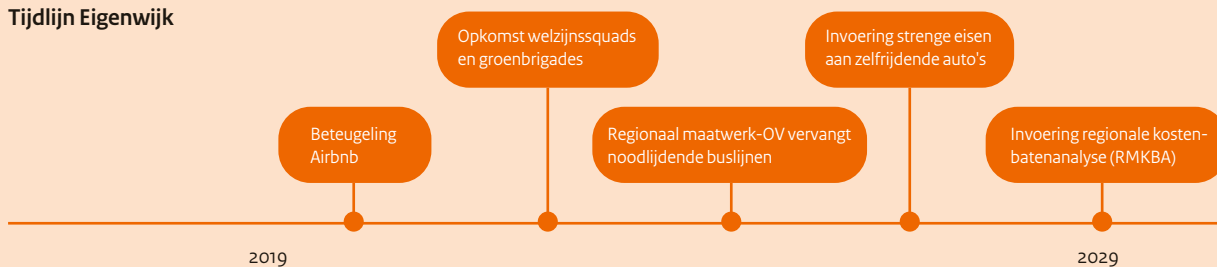 Tijdlijn Eigenwijk
Opkomst welzijnssquads
en groenbrigades
Invoering strenge eisen
aan zelfrijdende auto's
Beteugeling
Airbnb
Regionaal maatwerk-OV vervangt
noodlijdende buslijnen
Invoering regionale kosten-
batenanalyse (RMKBA)
2019
2029